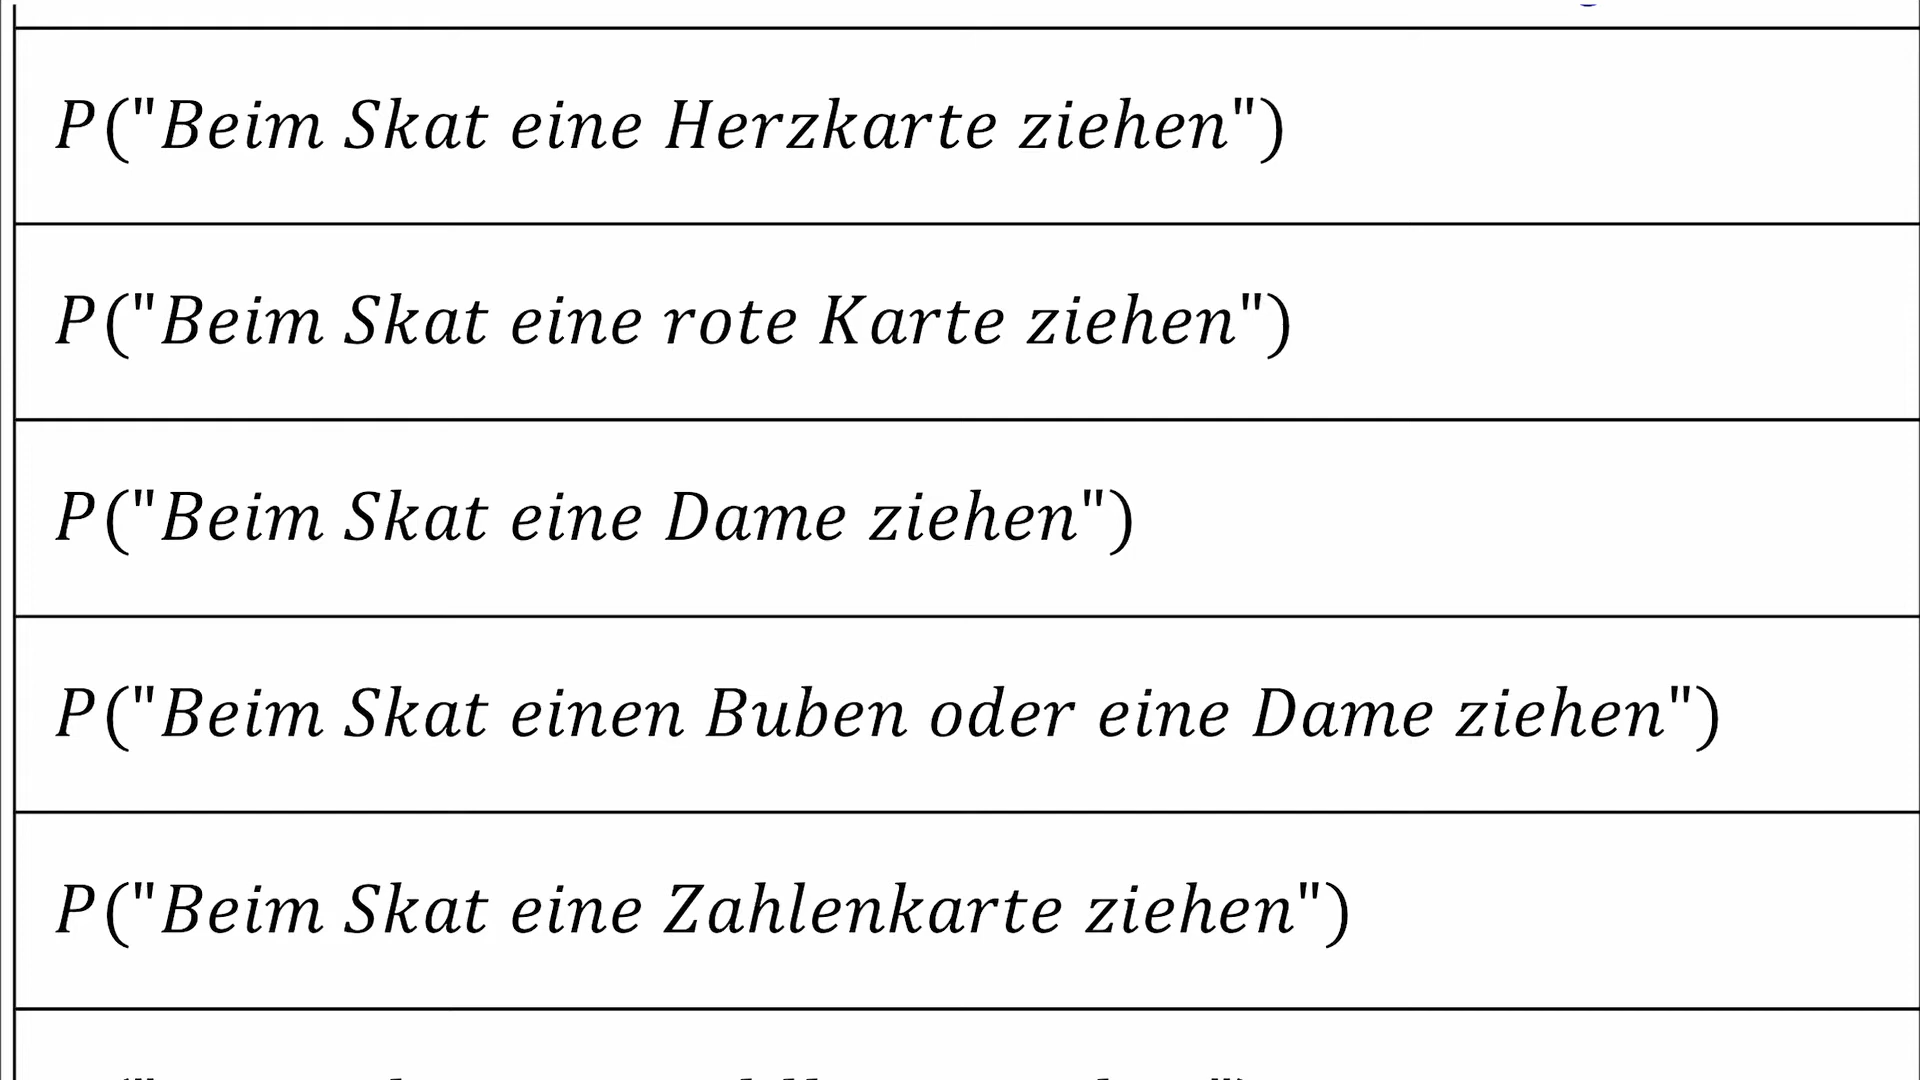 P("Beim Skat eine Herzkarte ziehen")
P("Beim Skat eine rote Karte ziehen")
P("Beim Skat eine Dame ziehen")
P("Beim Skat einen Buben oder eine Dame ziehen")
P("Beim Skat eine Zahlenkarte ziehen")